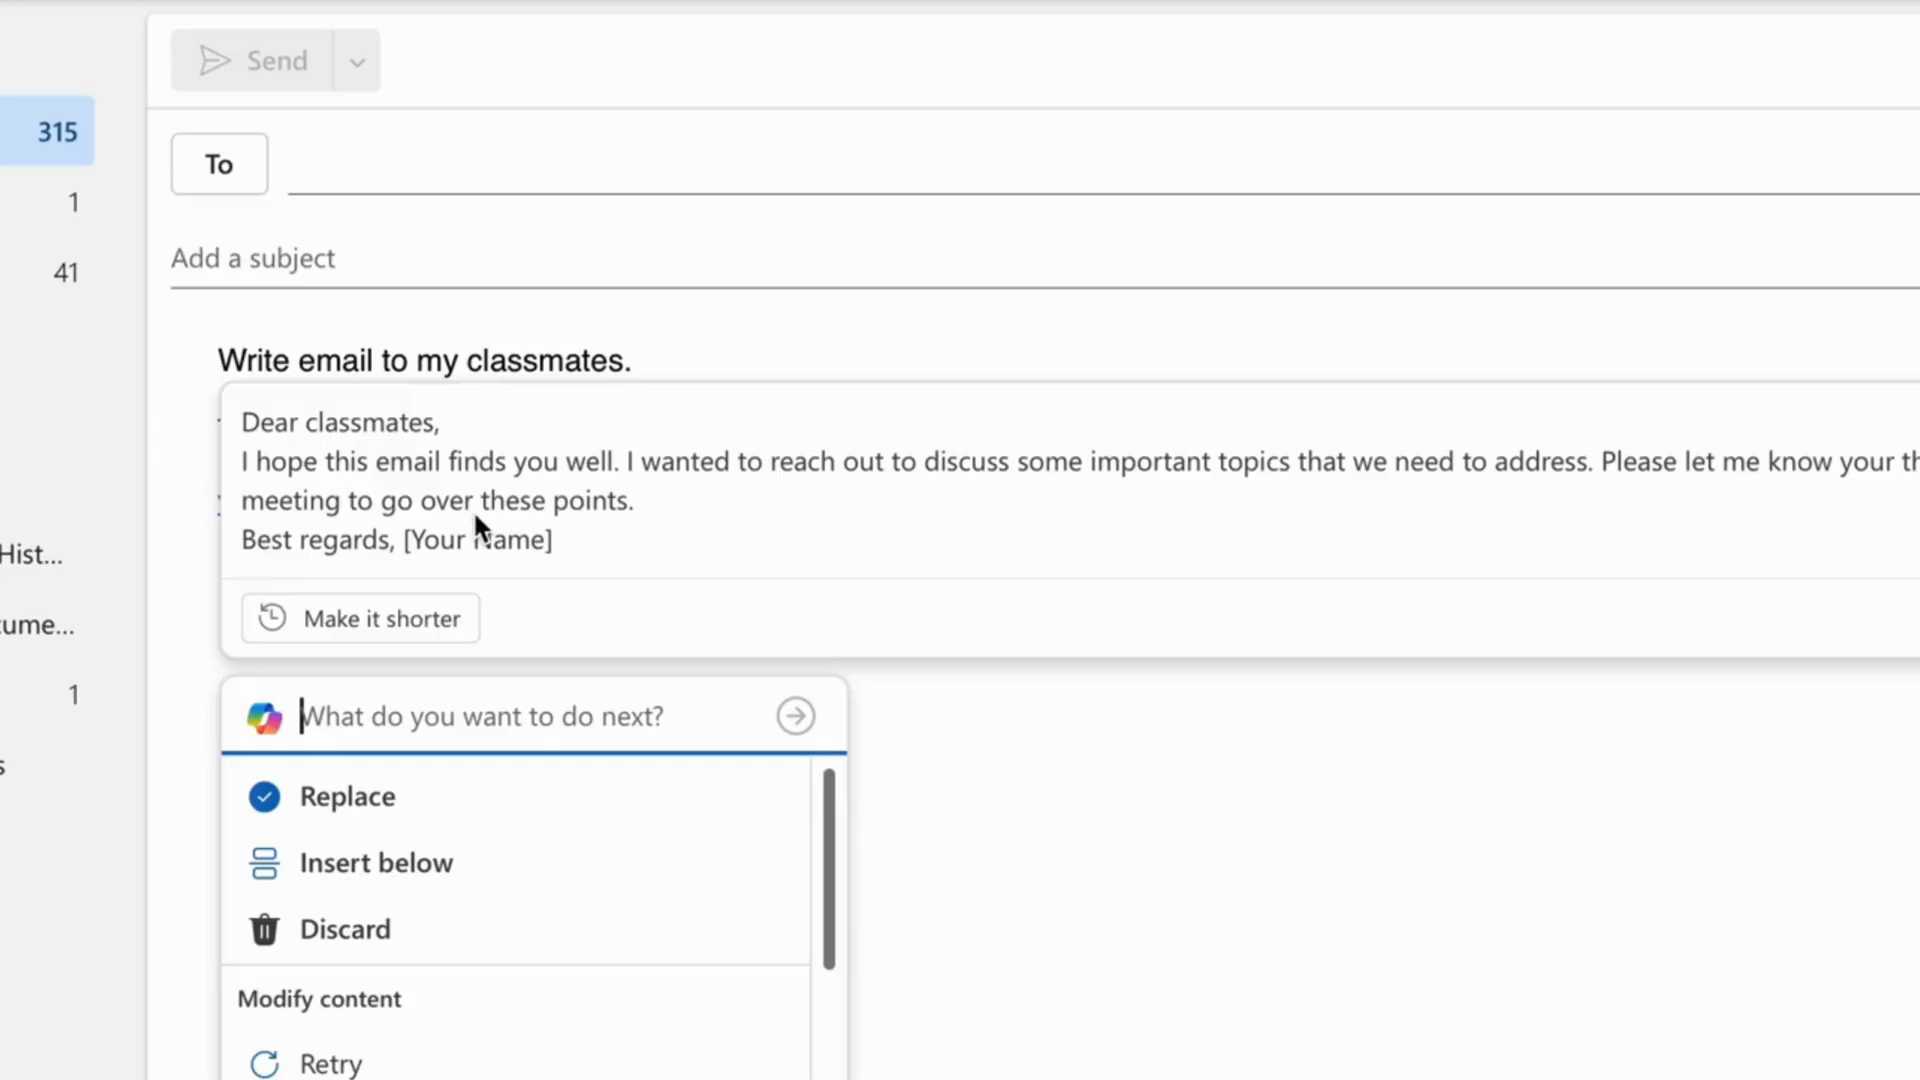 Send
315
To
1
Add a subject
41
Write email to my classmates.
Dear classmates,
I hope this email finds you well. I wanted to reach out to discuss some important topics that we need to address. Please let me know your th
meeting to go over these points.
Best regards, [Your Name]
Hist...
Make it shorter
cume...
1
What do you want to do next?
s
Replace
Insert below
Discard
Modify content
Retry